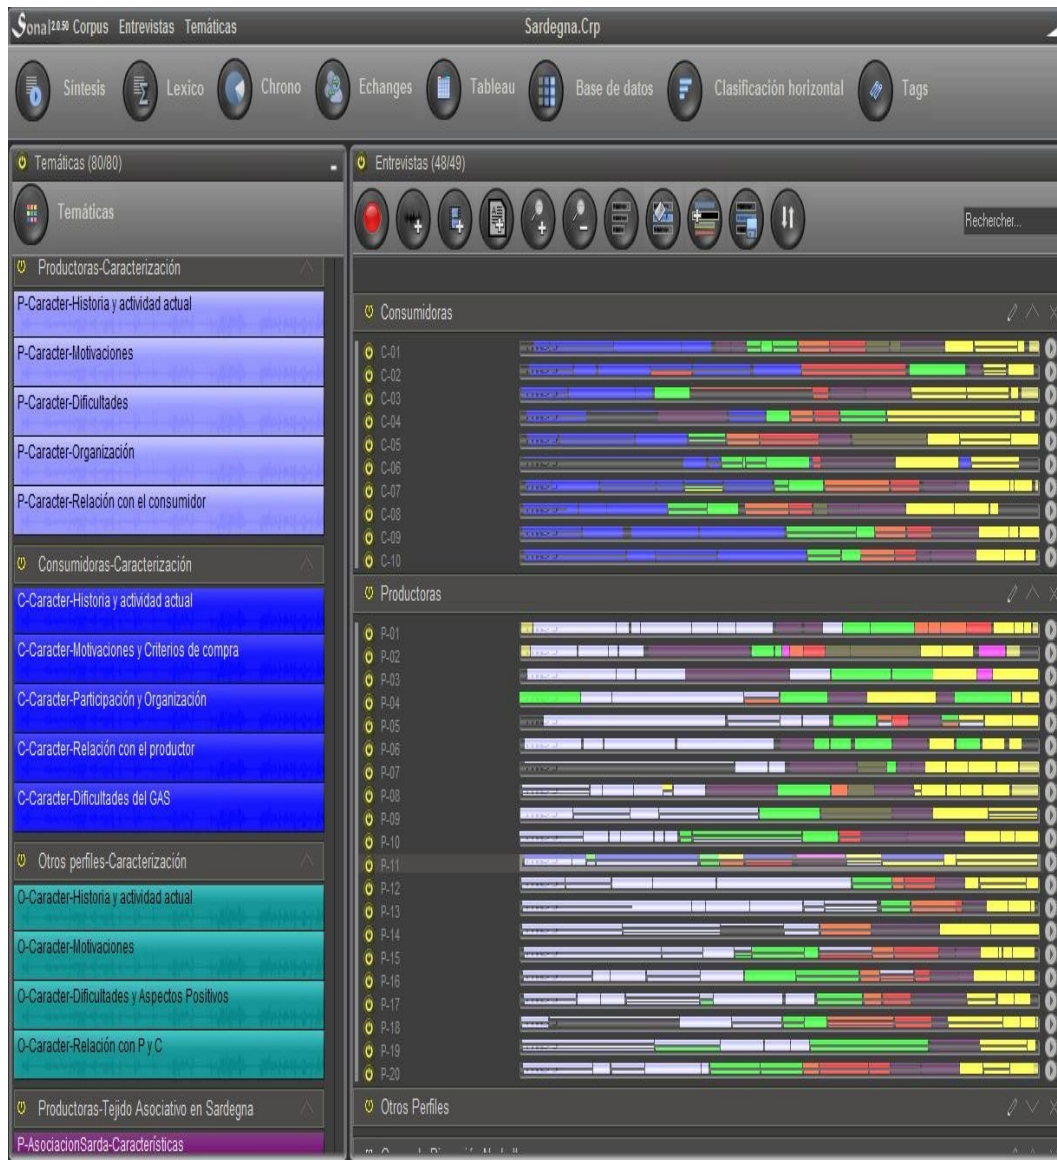 Sonal 2.0.50 Corpus Entrevistas Temáticas Sardegna.Crp
Síntesis Lexico Chrono Echanges Tableau Base de datos Clasificación horizontal Tags
Temáticas (80/80)
Temáticas
Productoras-Caracterización
P-Caracter-Historia y actividad actual
P-Caracter-Motivaciones
P-Caracter-Dificultades
P-Caracter-Organización
P-Caracter-Relación con el consumidor
Consumidoras-Caracterización
C-Caracter-Historia y actividad actual
C-Caracter-Motivaciones y Criterios de compra
C-Caracter-Participación y Organización
C-Caracter-Relación con el productor
C-Caracter-Dificultades del GAS
Otros perfiles-Caracterización
O-Caracter-Historia y actividad actual
O-Caracter-Motivaciones
O-Caracter-Dificultades y Aspectos Positivos
O-Caracter-Relación con P y C
Productoras-Tejido Asociativo en Sardegna
P-AsociacionSarda-Características
Entrevistas (48/49)
Rechercher...
Consumidoras
C-01
C-02
C-03
C-04
C-05
C-06
C-07
C-08
C-09
C-10
Productoras
P-01
P-02
P-03
P-04
P-05
P-06
P-07
P-08
P-09
P-10
P-11
P-12
P-13
P-14
P-15
P-16
P-17
P-18
P-19
P-20
Otros Perfiles